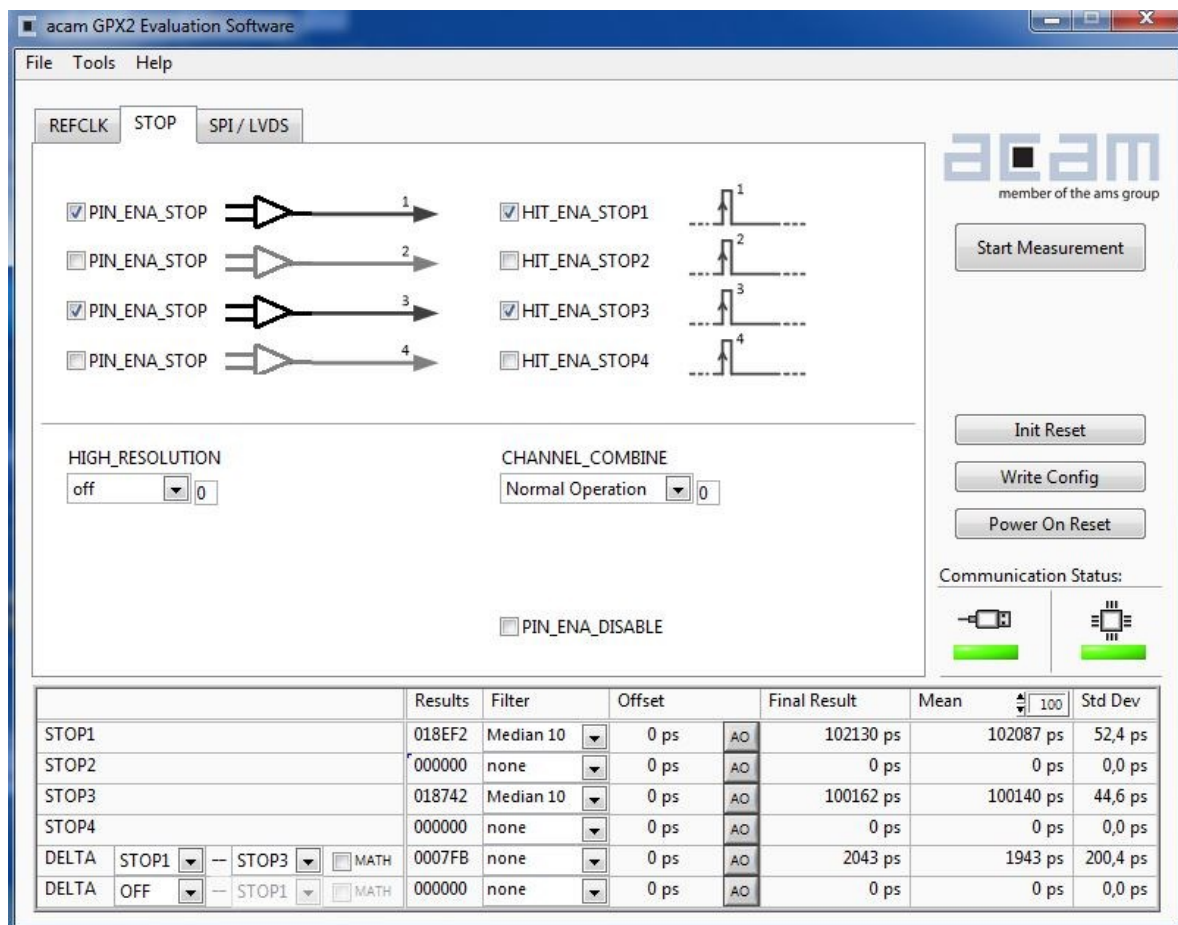 acam GPX2 Evaluation Software
File Tools Help
REFCLK STOP SPI / LVDS
acam
member of the ams group
PIN_ENA_STOP 1 HIT_ENA_STOP1 1
Start Measurement
PIN_ENA_STOP 2 HIT_ENA_STOP2 2
PIN_ENA_STOP 3 HIT_ENA_STOP3 3
PIN_ENA_STOP 4 HIT_ENA_STOP4 4
Init Reset
HIGH_RESOLUTION CHANNEL_COMBINE
off 0 Normal Operation 0
Write Config
Power On Reset
Communication Status:
PIN_ENA_DISABLE
Results Filter Offset Final Result Mean 100 Std Dev
STOP1 018EF2 Median 10 0 ps AO 102130 ps 102087 ps 52,4 ps
STOP2 000000 none 0 ps AO 0 ps 0 ps 0,0 ps
STOP3 018742 Median 10 0 ps AO 100162 ps 100140 ps 44,6 ps
STOP4 000000 none 0 ps AO 0 ps 0 ps 0,0 ps
DELTA STOP1 -- STOP3 MATH 0007FB none 0 ps AO 2043 ps 1943 ps 200,4 ps
DELTA OFF -- STOP1 MATH 000000 none 0 ps AO 0 ps 0 ps 0,0 ps